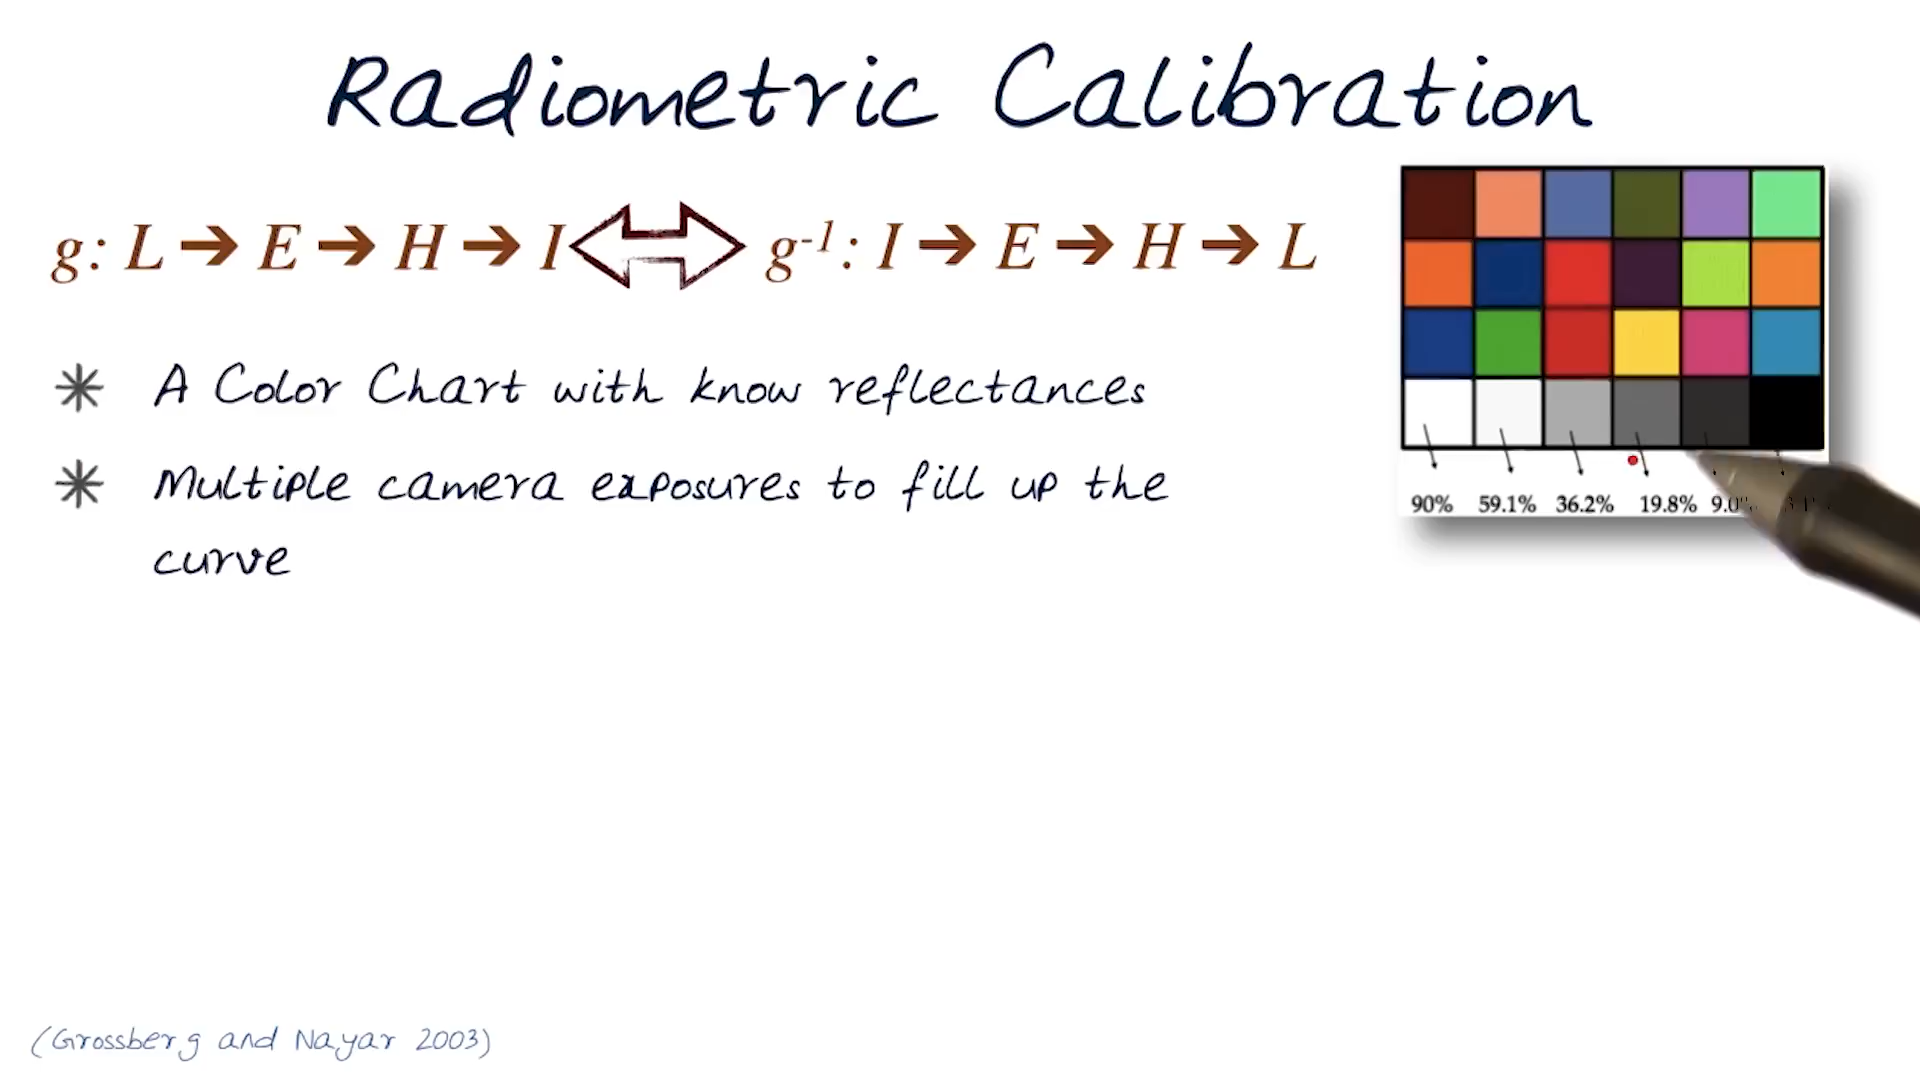 Radiometric Calibration
g: L → E → H → I ⇔ g⁻¹: I → E → H → L
A Color Chart with know reflectances
Multiple camera exposures to fill up the
curve
90% 59.1% 36.2% 19.8%
(Grossberg and Nayar 2003)